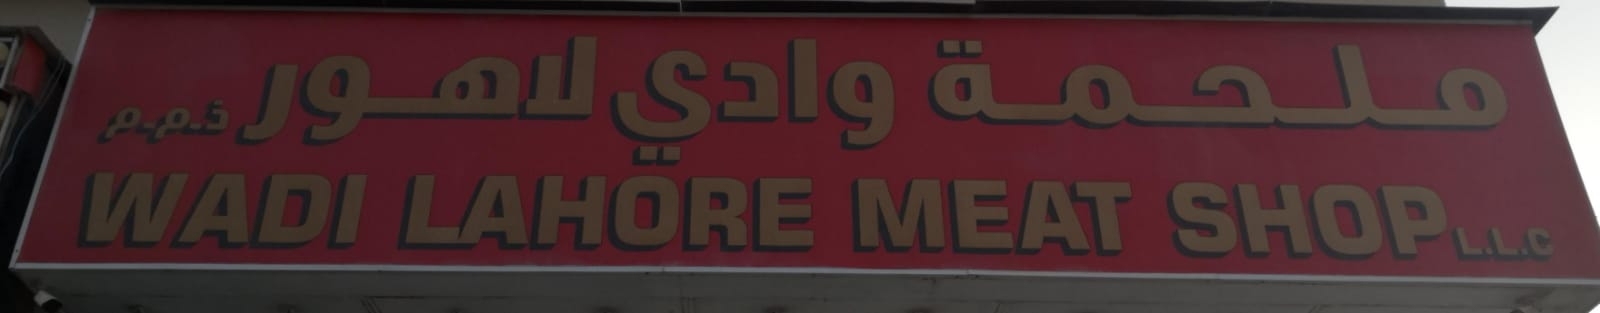 ملحمة وادي لاهور ذ.م.م
WADI LAHORE MEAT SHOP L.L.C